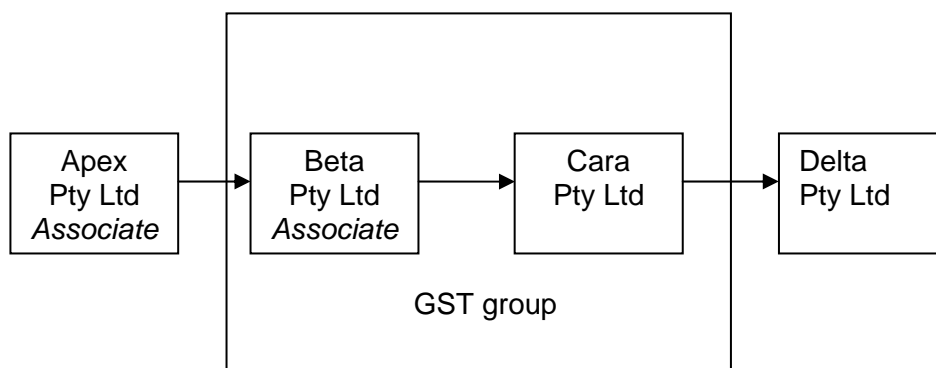 Apex
Pty Ltd
Associate
Beta
Pty Ltd
Associate
Cara
Pty Ltd
Delta
Pty Ltd
GST group